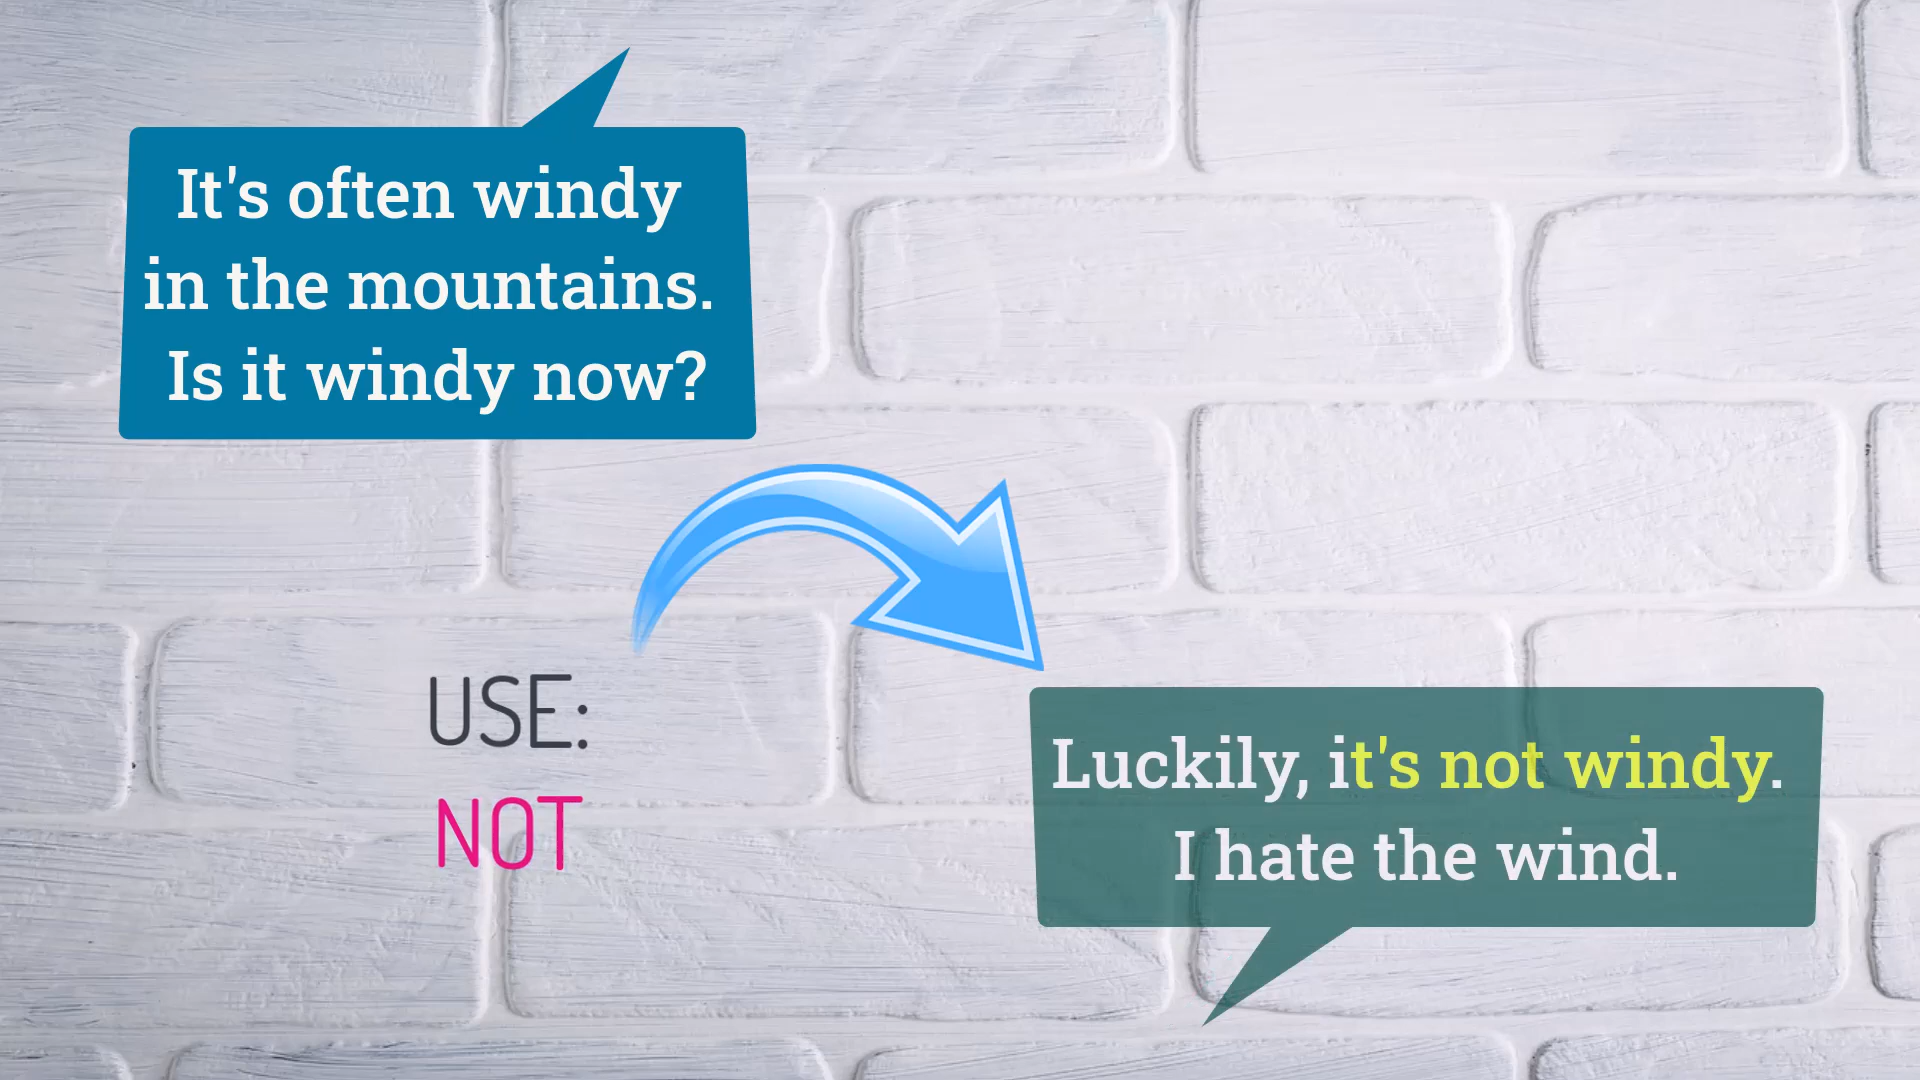 It's often windy
in the mountains.
Is it windy now?
USE:
NOT
Luckily, it's not windy.
I hate the wind.